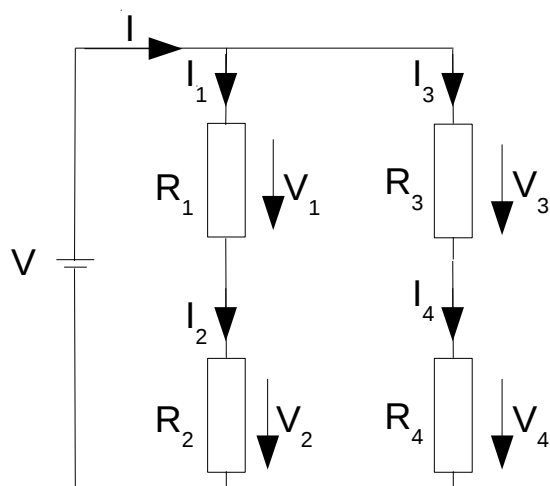 I
I₁ I₃
R₁ V₁ R₃ V₃
V
I₂ I₄
R₂ V₂ R₄ V₄